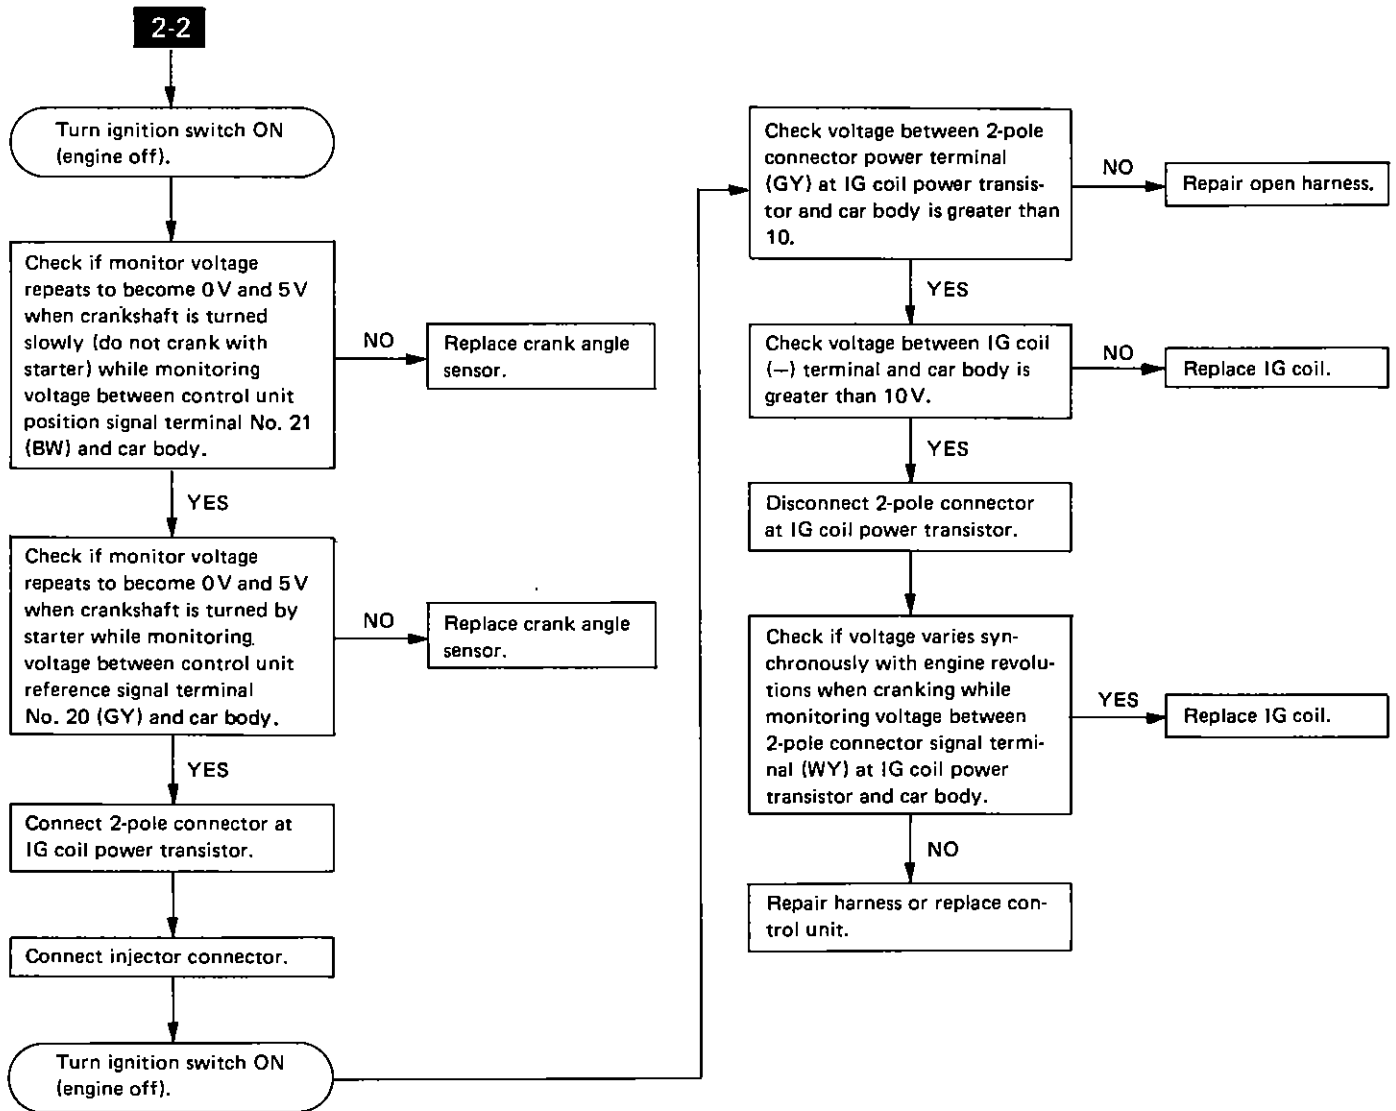 2-2
Turn ignition switch ON
(engine off).
Check if monitor voltage
repeats to become 0V and 5V
when crankshaft is turned
slowly (do not crank with
starter) while monitoring
voltage between control unit
position signal terminal No. 21
(BW) and car body.
NO
Replace crank angle
sensor.
YES
Check if monitor voltage
repeats to become 0V and 5V
when crankshaft is turned by
starter while monitoring
voltage between control unit
reference signal terminal
No. 20 (GY) and car body.
NO
Replace crank angle
sensor.
YES
Connect 2-pole connector at
IG coil power transistor.
Connect injector connector.
Turn ignition switch ON
(engine off).
Check voltage between 2-pole
connector power terminal
(GY) at IG coil power transis-
tor and car body is greater than
10.
NO
Repair open harness.
YES
Check voltage between IG coil
(—) terminal and car body is
greater than 10V.
NO
Replace IG coil.
YES
Disconnect 2-pole connector
at IG coil power transistor.
Check if voltage varies syn-
chronously with engine revolu-
tions when cranking while
monitoring voltage between
2-pole connector signal termi-
nal (WY) at IG coil power
transistor and car body.
YES
Replace IG coil.
NO
Repair harness or replace con-
trol unit.